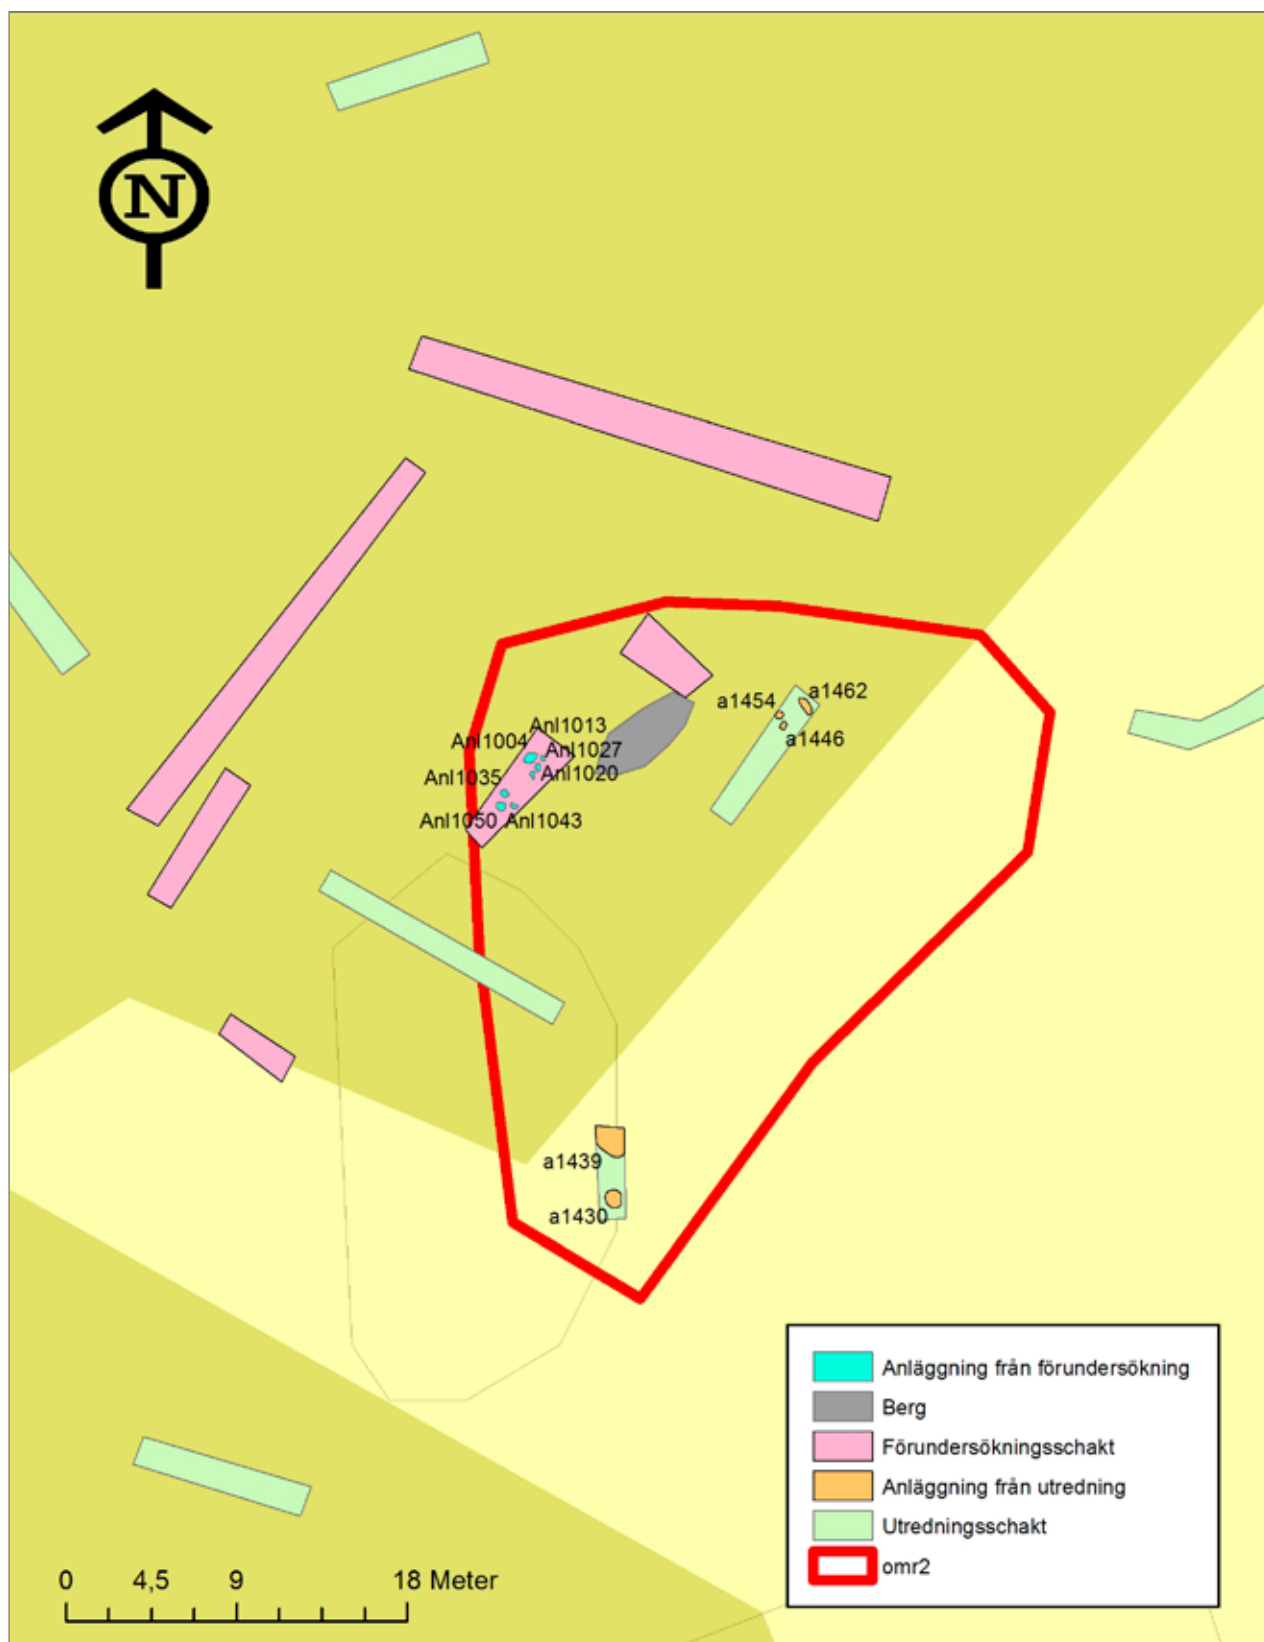 N
a1462
a1454
Anl1013
a1446
Anl1004
Anl1027
Anl1020
Anl1035
Anl1050
Anl1043
a1439
a1430
Anläggning från förundersökning
Berg
Förundersökningsschakt
Anläggning från utredning
Utredningsschakt
omr2
0 4,5 9 18 Meter